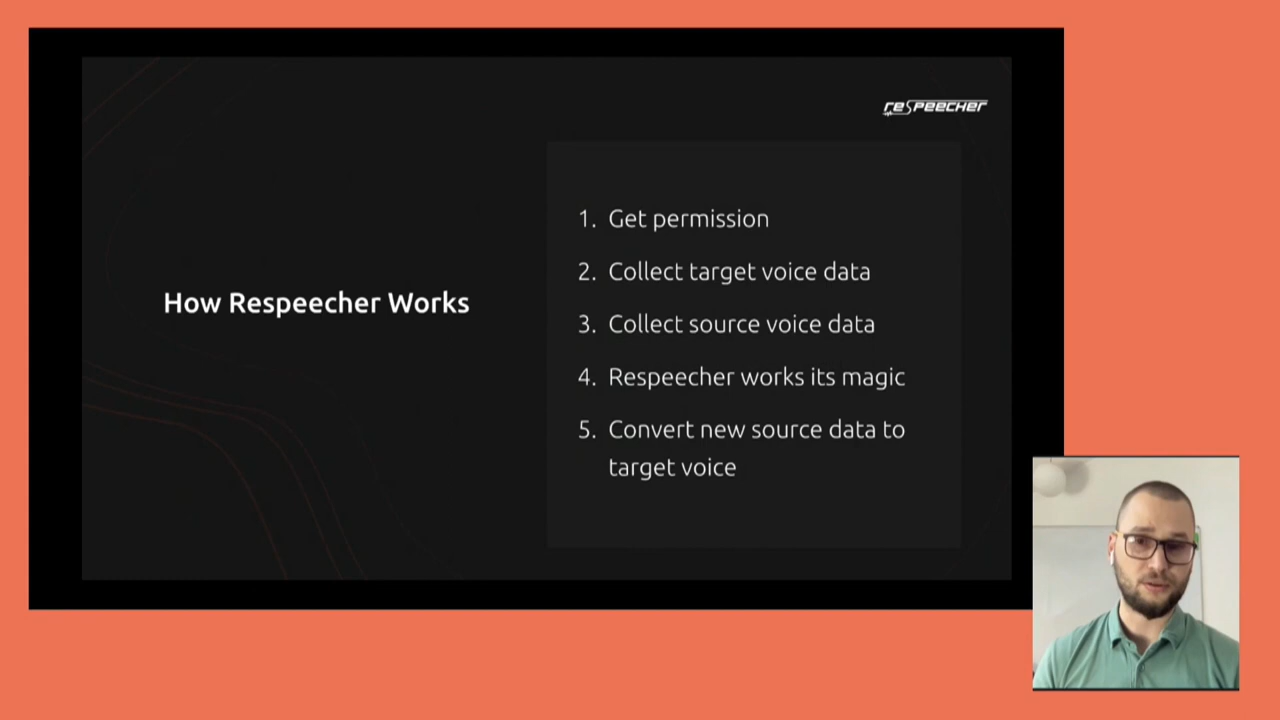 reSpeecher
How Respeecher Works
1. Get permission
2. Collect target voice data
3. Collect source voice data
4. Respeecher works its magic
5. Convert new source data to
target voice